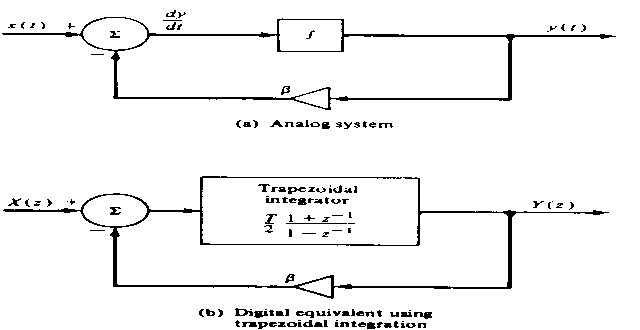 x(t) + Σ dy/dt ∫ y(t)
−
β
(a) Analog system
X(z) + Σ Trapezoidal integrator T/2 (1 + z⁻¹)/(1 − z⁻¹) Y(z)
−
β
(b) Digital equivalent using
trapezoidal integration